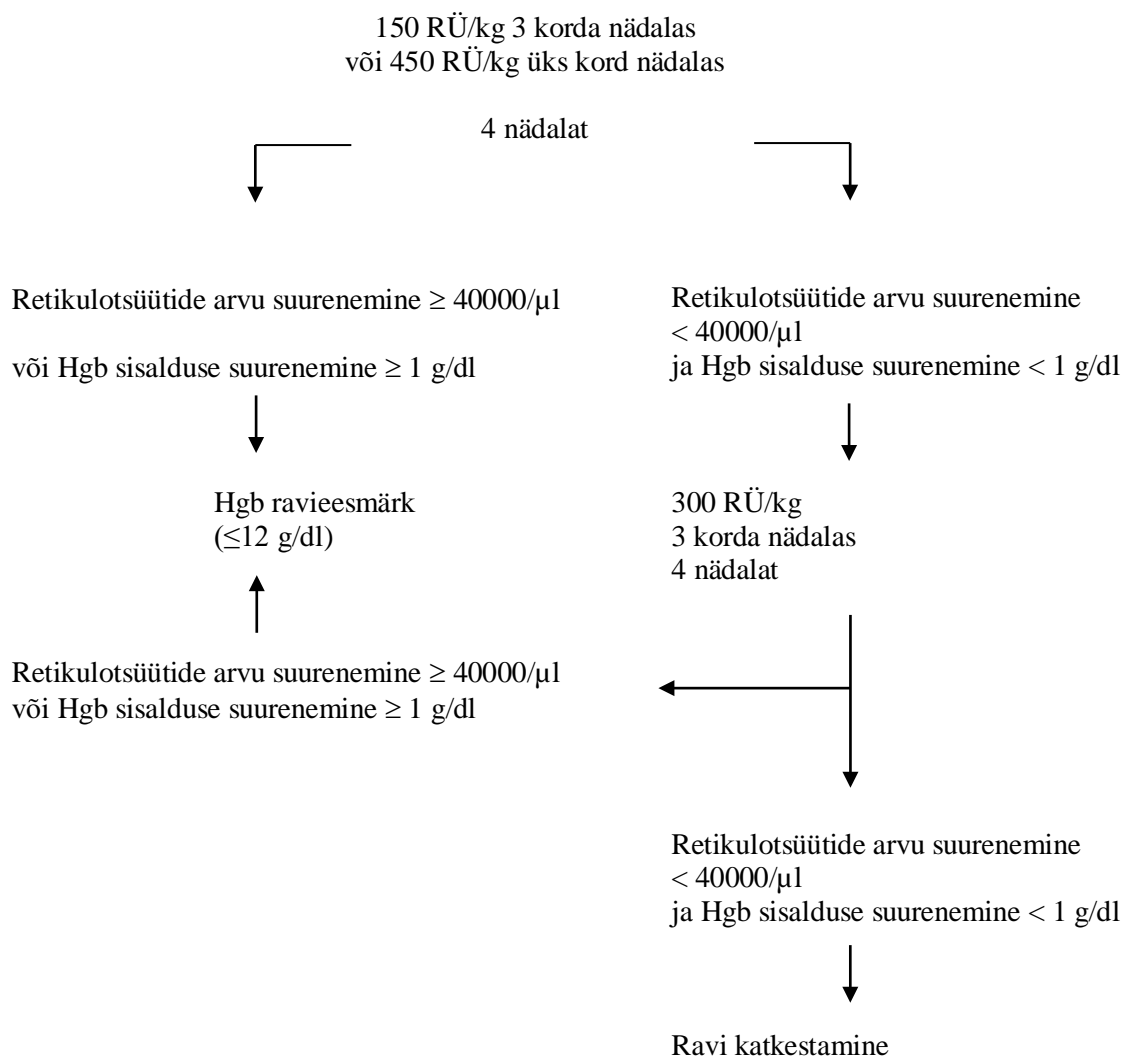 150 RÜ/kg 3 korda nädalas
või 450 RÜ/kg üks kord nädalas
4 nädalat
Retikulotsüütide arvu suurenemine ≥ 40000/µl
või Hgb sisalduse suurenemine ≥ 1 g/dl
Retikulotsüütide arvu suurenemine
< 40000/µl
ja Hgb sisalduse suurenemine < 1 g/dl
Hgb ravieesmärk
(≤12 g/dl)
300 RÜ/kg
3 korda nädalas
4 nädalat
Retikulotsüütide arvu suurenemine ≥ 40000/µl
või Hgb sisalduse suurenemine ≥ 1 g/dl
Retikulotsüütide arvu suurenemine
< 40000/µl
ja Hgb sisalduse suurenemine < 1 g/dl
Ravi katkestamine